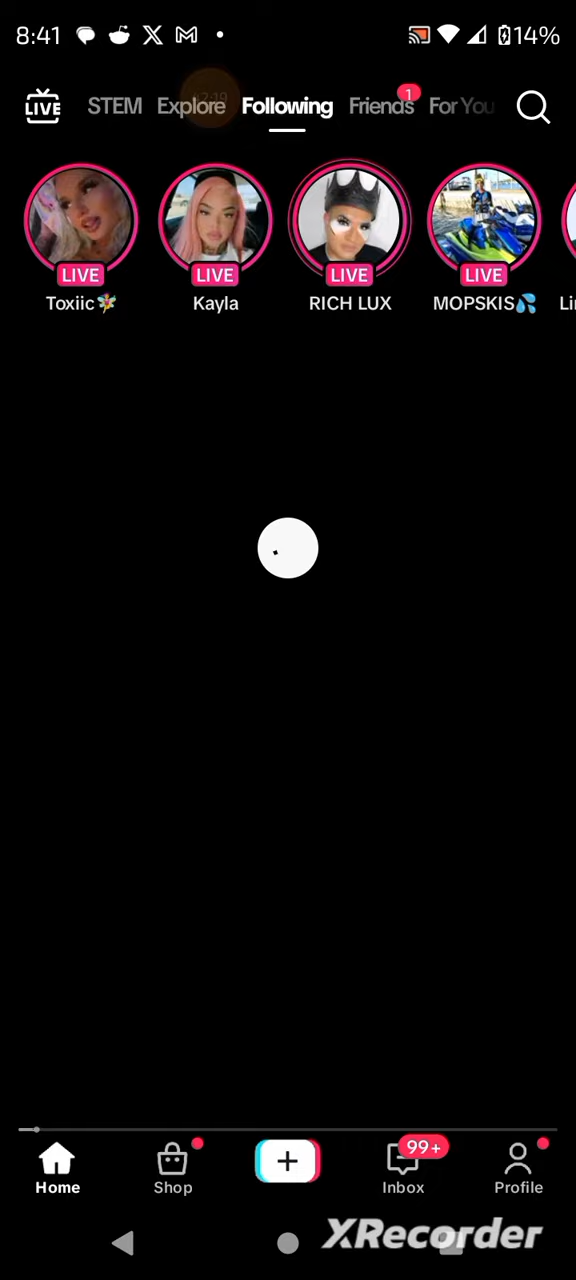 8:41 14%
LIVE STEM Explore Following Friends 1 For You
LIVE LIVE LIVE LIVE
Toxiic🧚 Kayla RICH LUX MOPSKIS💦 Li
99+
Home Shop Inbox Profile
XRecorder